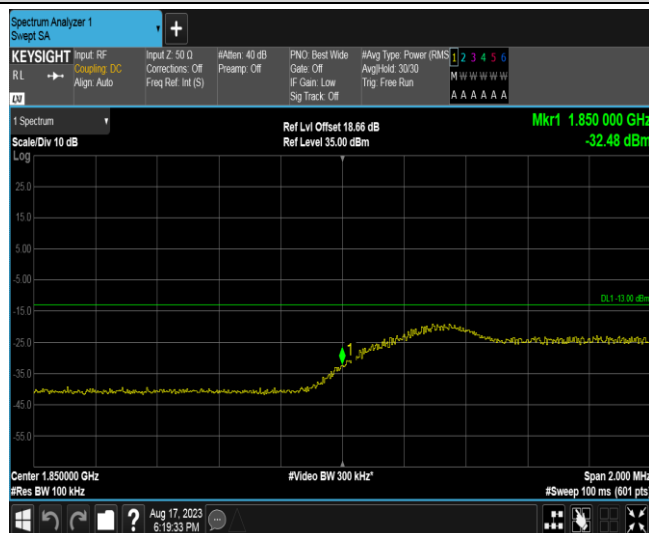 Spectrum Analyzer 1
Swept SA
+
KEYSIGHT Input: RF
RL Coupling: DC
Align: Auto
LXI
Input Z: 50 Ω
Corrections: Off
Freq Ref: Int (S)
#Atten: 40 dB
Preamp: Off
PNO: Best Wide
Gate: Off
IF Gain: Low
Sig Track: Off
#Avg Type: Power (RMS
Avg|Hold: 30/30
Trig: Free Run
1 2 3 4 5 6
M W W W W W
A A A A A A
1 Spectrum
Scale/Div 10 dB
Ref Lvl Offset 18.66 dB
Ref Level 35.00 dBm
Mkr1 1.850 000 GHz
-32.48 dBm
Log
25.0
15.0
5.00
-5.00
DL1 -13.00 dBm
-15.0
-25.0
1
-35.0
-45.0
-55.0
Center 1.850000 GHz
#Res BW 100 kHz
#Video BW 300 kHz*
Span 2.000 MHz
#Sweep 100 ms (601 pts)
?
Aug 17, 2023
6:19:33 PM